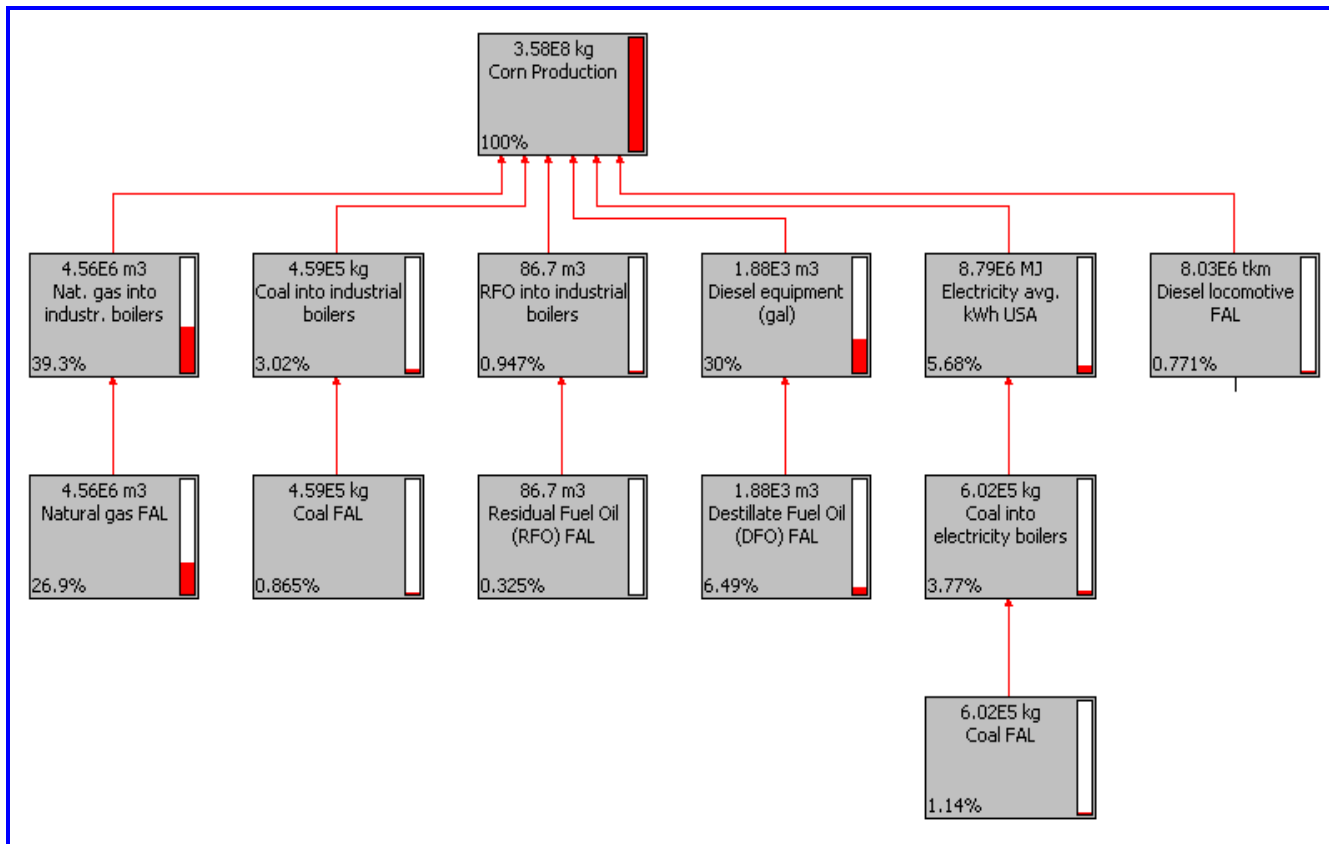 3.58E8 kg
Corn Production
100%
4.56E6 m3
Nat. gas into
industr. boilers
39.3%
4.59E5 kg
Coal into industrial
boilers
3.02%
86.7 m3
RFO into industrial
boilers
0.947%
1.88E3 m3
Diesel equipment
(gal)
30%
8.79E6 MJ
Electricity avg.
kWh USA
5.68%
8.03E6 tkm
Diesel locomotive
FAL
0.771%
4.56E6 m3
Natural gas FAL
26.9%
4.59E5 kg
Coal FAL
0.865%
86.7 m3
Residual Fuel Oil
(RFO) FAL
0.325%
1.88E3 m3
Destillate Fuel Oil
(DFO) FAL
6.49%
6.02E5 kg
Coal into
electricity boilers
3.77%
6.02E5 kg
Coal FAL
1.14%